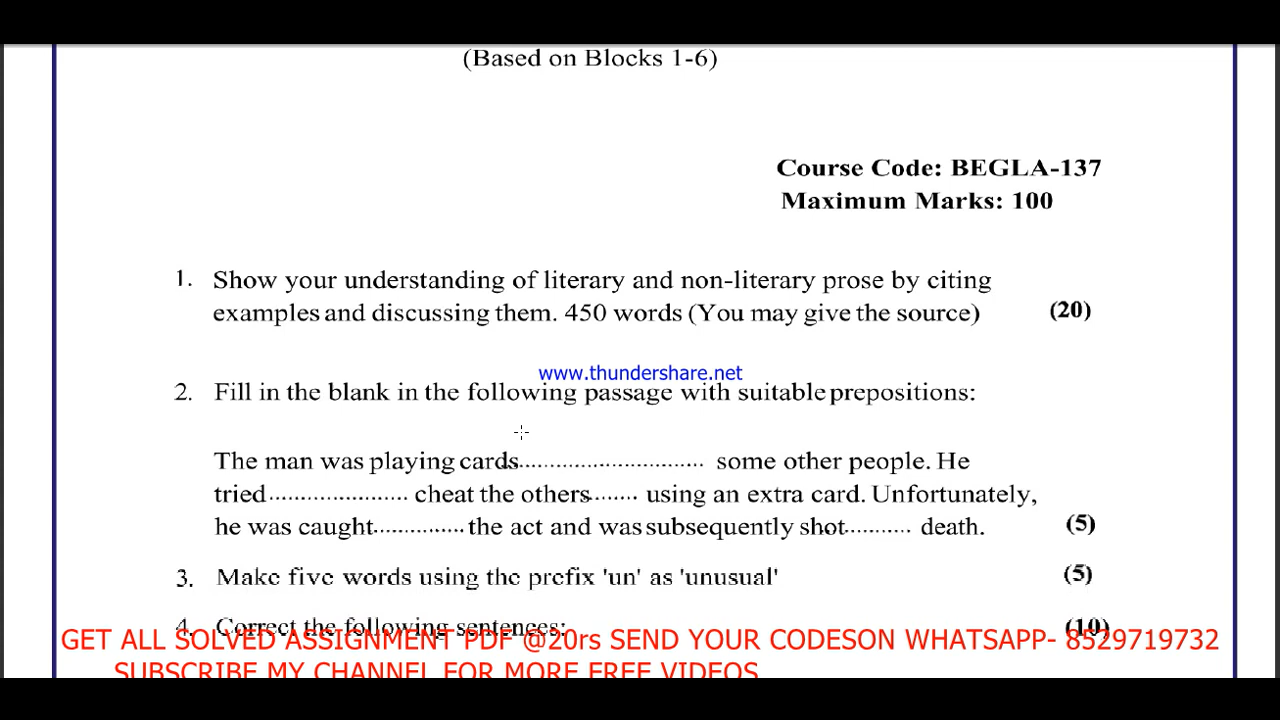 (Based on Blocks 1-6)
Course Code: BEGLA-137
Maximum Marks: 100
1. Show your understanding of literary and non-literary prose by citing
examples and discussing them. 450 words (You may give the source) (20)
www.thundershare.net
2. Fill in the blank in the following passage with suitable prepositions:
The man was playing cards............................... some other people. He
tried...................... cheat the others........ using an extra card. Unfortunately,
he was caught.............. the act and was subsequently shot.......... death. (5)
3. Make five words using the prefix 'un' as 'unusual' (5)
4. Correct the following sentences: (10)
GET ALL SOLVED ASSIGNMENT PDF @20rs SEND YOUR CODESON WHATSAPP- 8529719732
SUBSCRIBE MY CHANNEL FOR MORE FREE VIDEOS